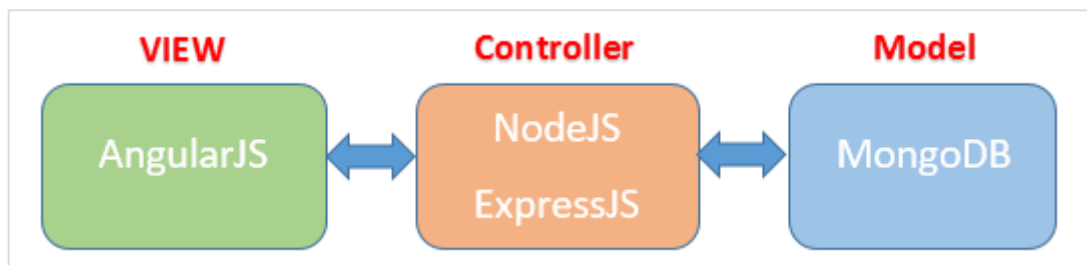 VIEW
Controller
Model
AngularJS
NodeJS
ExpressJS
MongoDB